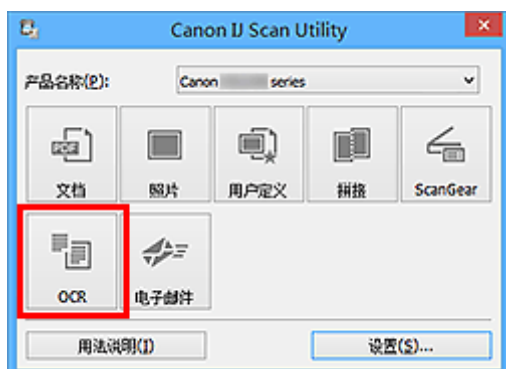 Canon IJ Scan Utility
产品名称(P): Canon series
PDF
文档 照片 用户定义 拼接 ScanGear
OCR 电子邮件
用法说明(I) 设置(S)...